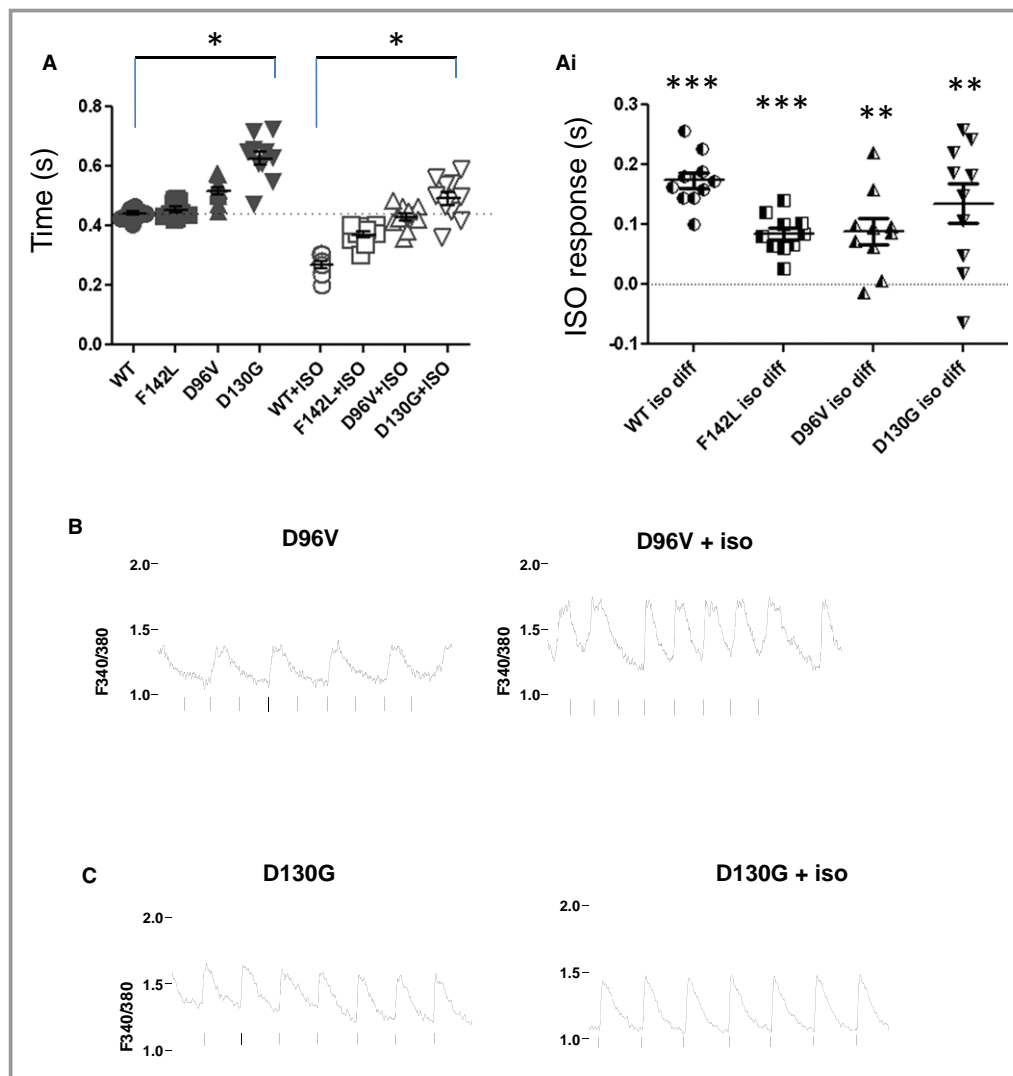 A
*
*
Time (s)
0.8
0.6
0.4
0.2
0.0
WT
F142L
D96V
D130G
WT+ISO
F142L+ISO
D96V+ISO
D130G+ISO
Ai
***
***
**
**
ISO response (s)
0.3
0.2
0.1
0.0
-0.1
WT iso diff
F142L iso diff
D96V iso diff
D130G iso diff
B
D96V
F340/380
2.0
1.5
1.0
D96V + iso
F340/380
2.0
1.5
1.0
C
D130G
F340/380
2.0
1.5
1.0
D130G + iso
2.0
1.5
1.0